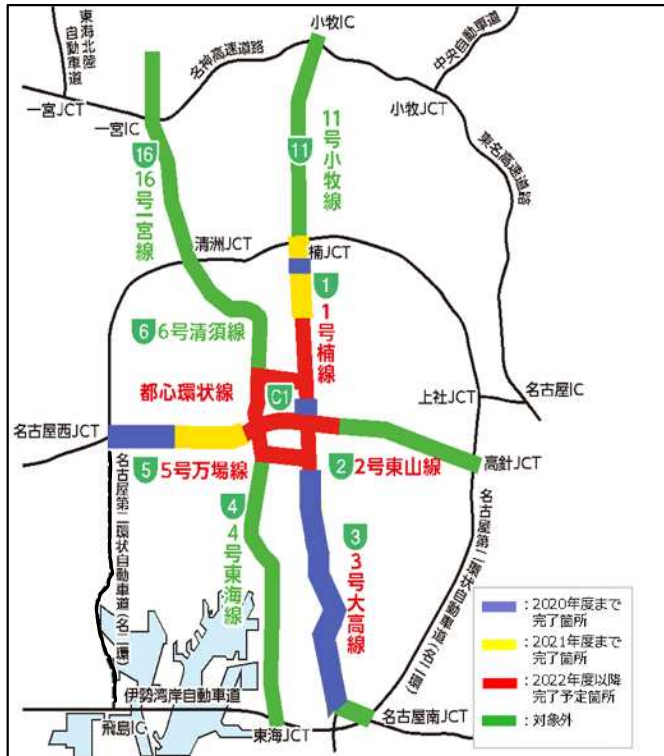 東海北陸
自動車道
小牧IC
名神高速道路
中央自動車道
一宮JCT
一宮IC
小牧JCT
16
16号一宮線
11
11号小牧線
東名高速道路
清洲JCT
楠JCT
1
1号楠線
6
6号清須線
都心環状線
C1
上社JCT
名古屋IC
名古屋西JCT
5
5号万場線
2
2号東山線
高針JCT
名古屋第二環状自動車道(名二環)
4
4号東海線
3
3号大高線
名古屋第二環状自動車道(名二環)
:2020年度まで
完了箇所
:2021年度まで
完了箇所
:2022年度以降
完了予定箇所
:対象外
伊勢湾岸自動車道
飛島IC
東海JCT
名古屋南JCT